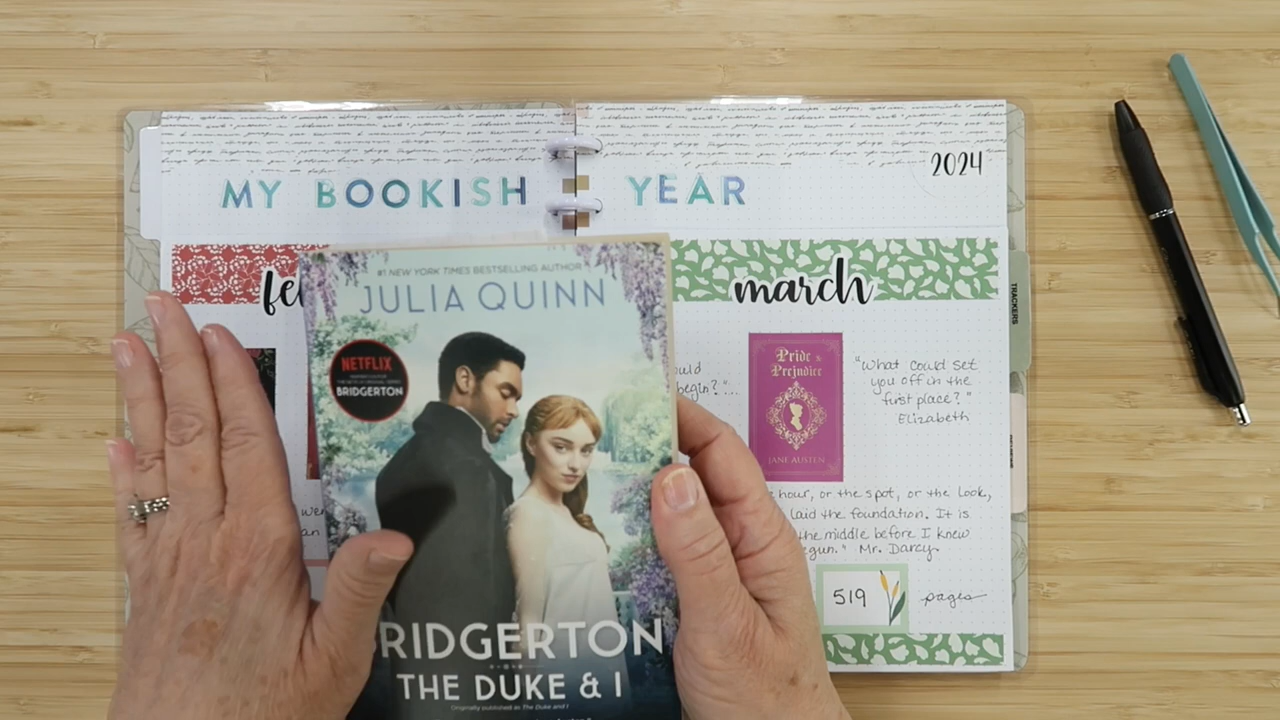 2024
MY BOOKISH YEAR
fe
march
#1 NEW YORK TIMES BESTSELLING AUTHOR
JULIA QUINN
NETFLIX
BRIDGERTON
BRIDGERTON
THE DUKE & I
Originally published as The Duke and I
ould
begin?"...
Pride &
Prejudice
JANE AUSTEN
"What could set
you off in the
first place?"
Elizabeth
hour, or the spot, or the look,
laid the foundation. It is
the middle before I knew
gun." Mr. Darcy
519
pages
TRACKERS